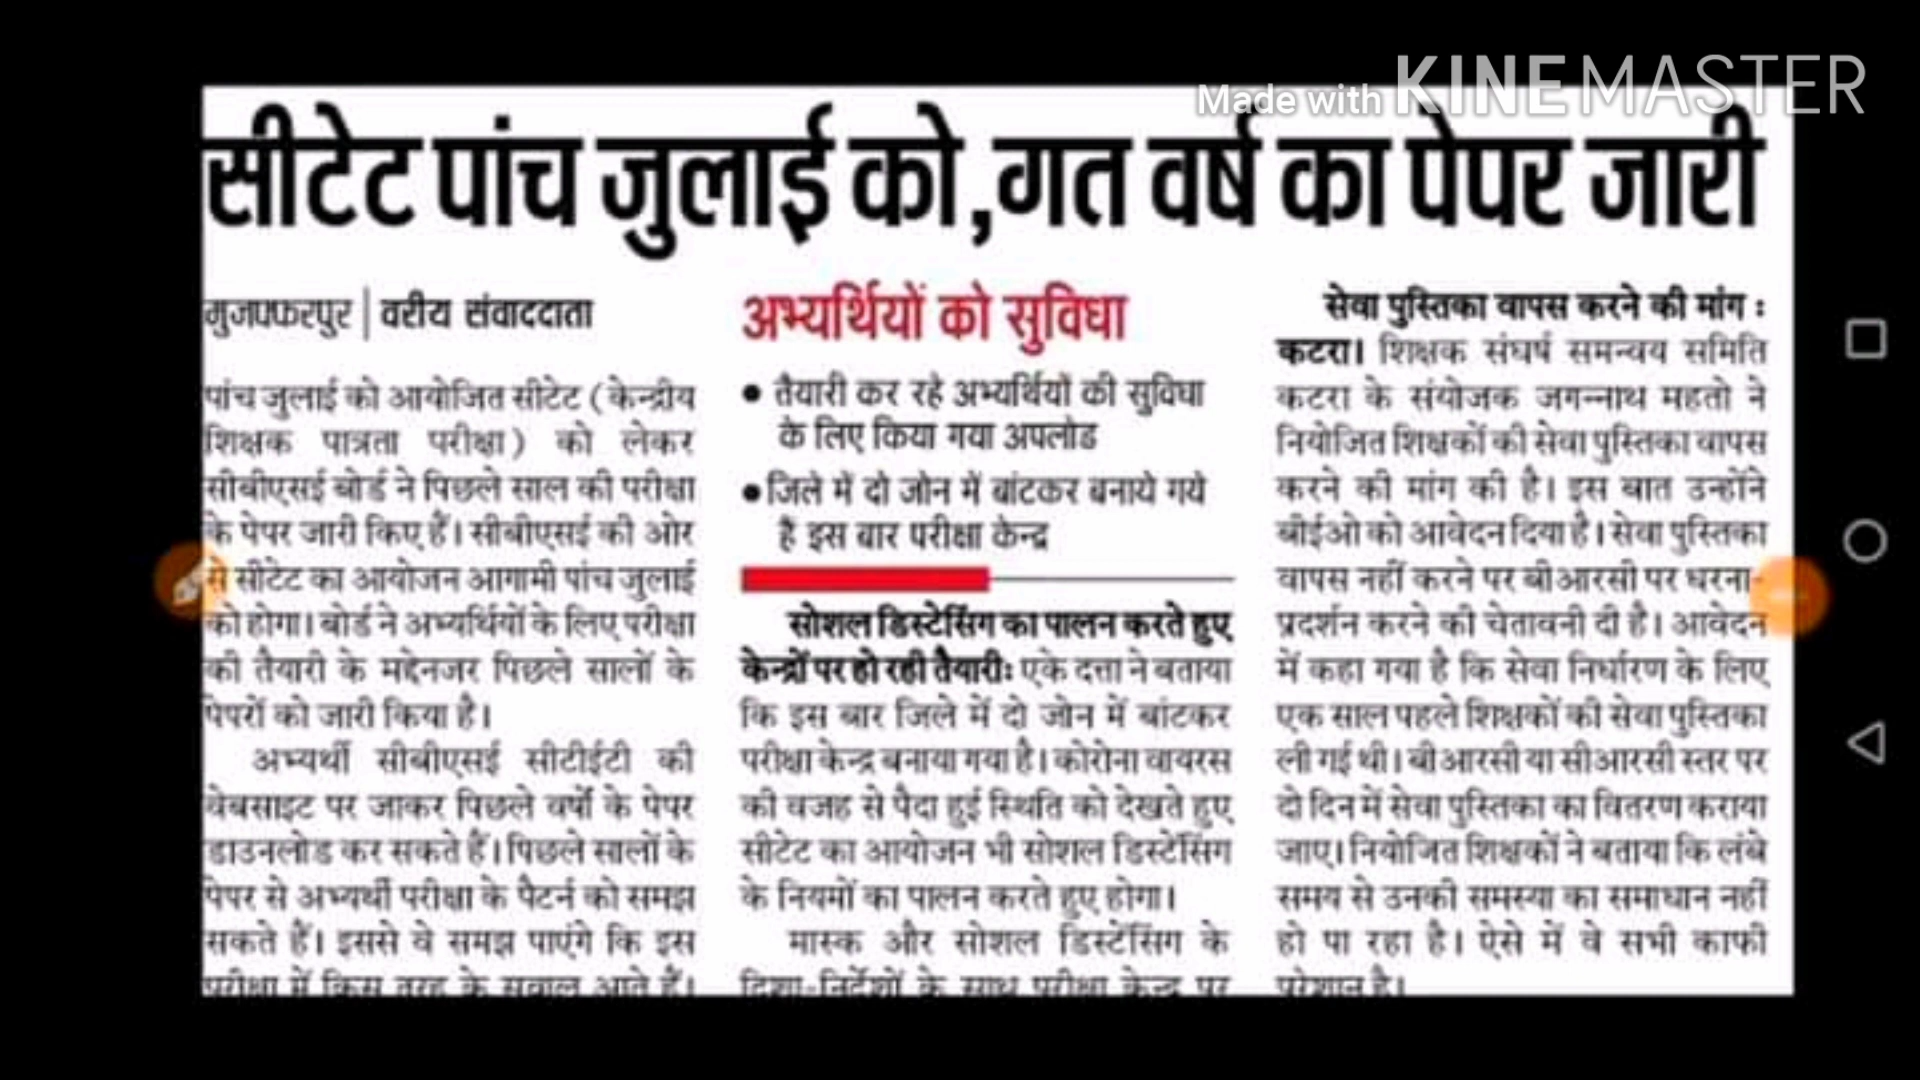 Made with KINEMASTER
सीटेट पांच जुलाई को, गत वर्ष का पेपर जारी
मुजफ्फरपुर | वरीय संवाददाता
पांच जुलाई को आयोजित सीटेट (केन्द्रीय
शिक्षक पात्रता परीक्षा) को लेकर
सीबीएसई बोर्ड ने पिछले साल की परीक्षा
के पेपर जारी किए हैं। सीबीएसई की ओर
से सीटेट का आयोजन आगामी पांच जुलाई
को होगा। बोर्ड ने अभ्यर्थियों के लिए परीक्षा
की तैयारी के मद्देनजर पिछले सालों के
पेपरों को जारी किया है।
अभ्यर्थी सीबीएसई सीटीईटी की
वेबसाइट पर जाकर पिछले वर्षों के पेपर
डाउनलोड कर सकते हैं। पिछले सालों के
पेपर से अभ्यर्थी परीक्षा के पैटर्न को समझ
सकते हैं। इससे वे समझ पाएंगे कि इस
परीक्षा में किस तरह के सवाल आते हैं।
अभ्यर्थियों को सुविधा
● तैयारी कर रहे अभ्यर्थियों की सुविधा
के लिए किया गया अपलोड
● जिले में दो जोन में बांटकर बनाये गये
है इस बार परीक्षा केन्द्र
सोशल डिस्टेसिंग का पालन करते हुए
केन्द्रों पर हो रही तैयारी: एके दत्ता ने बताया
कि इस बार जिले में दो जोन में बांटकर
परीक्षा केन्द्र बनाया गया है। कोरोना वायरस
की वजह से पैदा हुई स्थिति को देखते हुए
सीटेट का आयोजन भी सोशल डिस्टेंसिंग
के नियमों का पालन करते हुए होगा।
मास्क और सोशल डिस्टेंसिंग के
दिशा-निर्देशों के साथ परीक्षा केन्द्र पर
सेवा पुस्तिका वापस करने की मांग :
कटरा। शिक्षक संघर्ष समन्वय समिति
कटरा के संयोजक जगन्नाथ महतो ने
नियोजित शिक्षकों की सेवा पुस्तिका वापस
करने की मांग की है। इस बात उन्होंने
बीईओ को आवेदन दिया है। सेवा पुस्तिका
वापस नहीं करने पर बीआरसी पर धरना-
प्रदर्शन करने की चेतावनी दी है। आवेदन
में कहा गया है कि सेवा निर्धारण के लिए
एक साल पहले शिक्षकों की सेवा पुस्तिका
ली गई थी। बीआरसी या सीआरसी स्तर पर
दो दिन में सेवा पुस्तिका का वितरण कराया
जाए। नियोजित शिक्षकों ने बताया कि लंबे
समय से उनकी समस्या का समाधान नहीं
हो पा रहा है। ऐसे में वे सभी काफी
परेशान है।